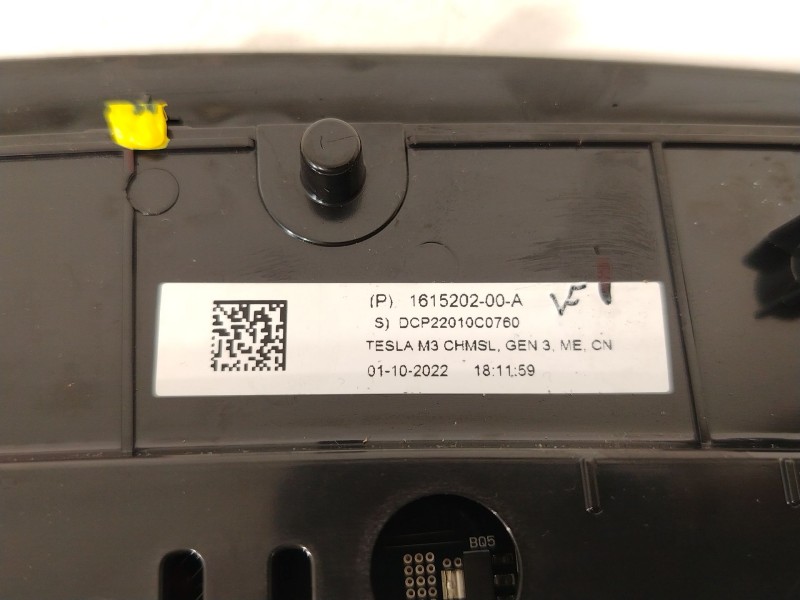 (P) 1615202-00-A
S) DCP22010C0760
TESLA M3 CHMSL, GEN 3, ME, CN
01-10-2022 18:11:59
BQ5